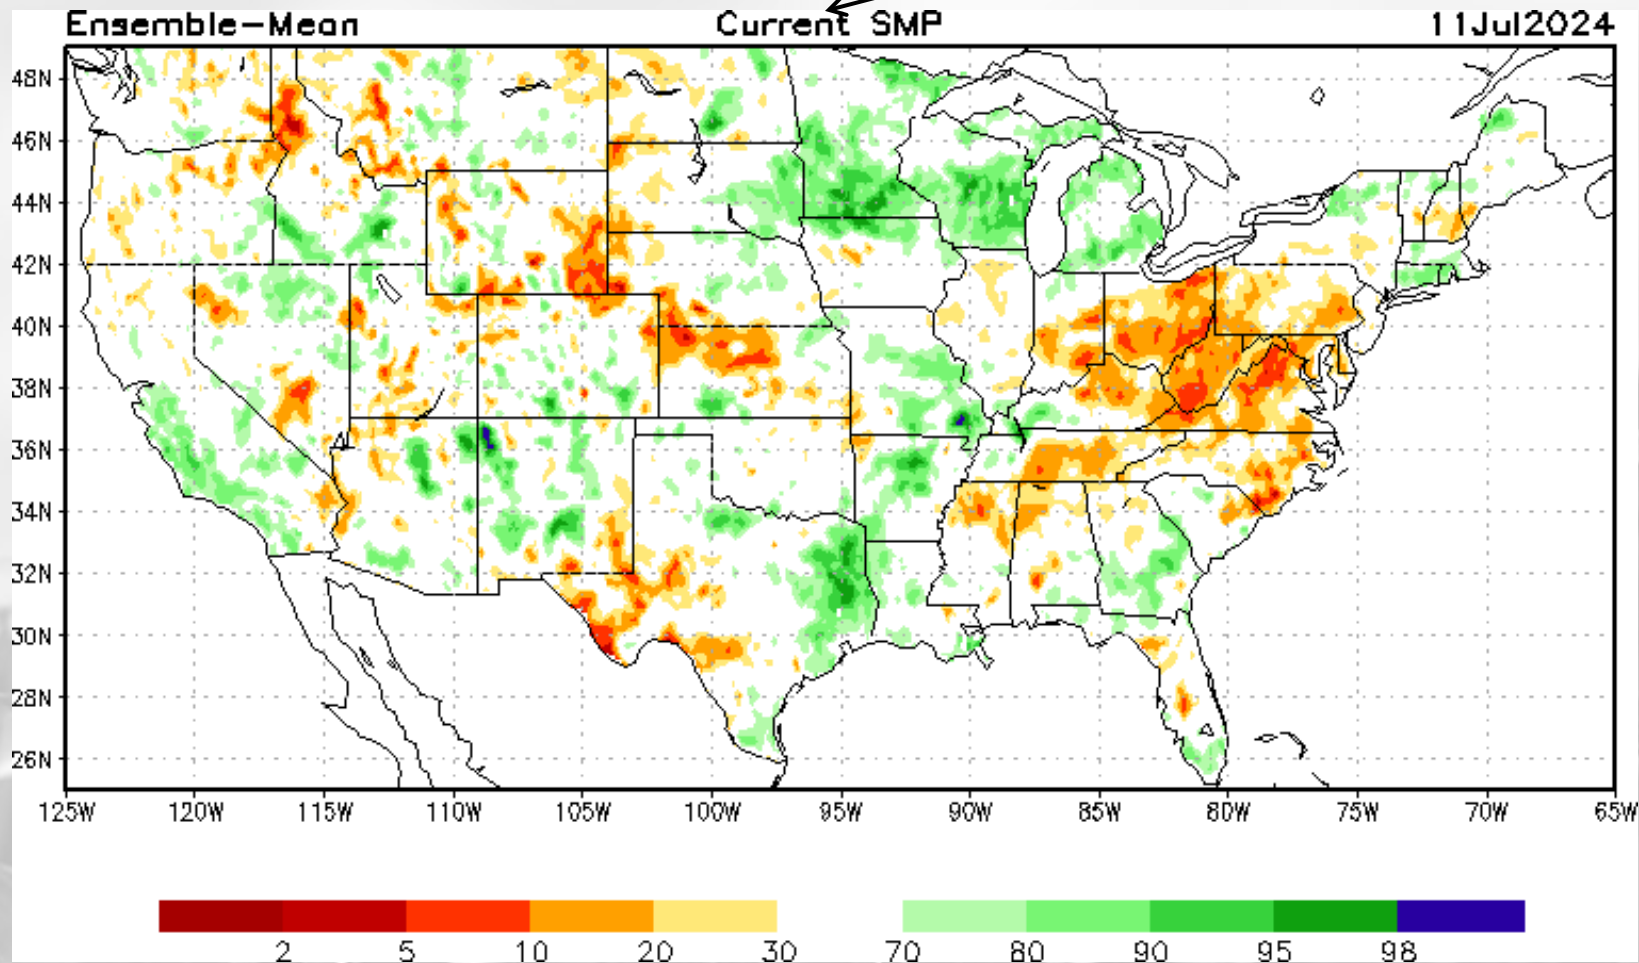 Ensemble-Mean Current SMP 11Jul2024
48N
46N
44N
42N
40N
38N
36N
34N
32N
30N
28N
26N
125W 120W 115W 110W 105W 100W 95W 90W 85W 80W 75W 70W 65W
2 5 10 20 30 70 80 90 95 98